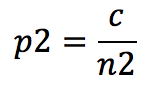 p2 = c/n2